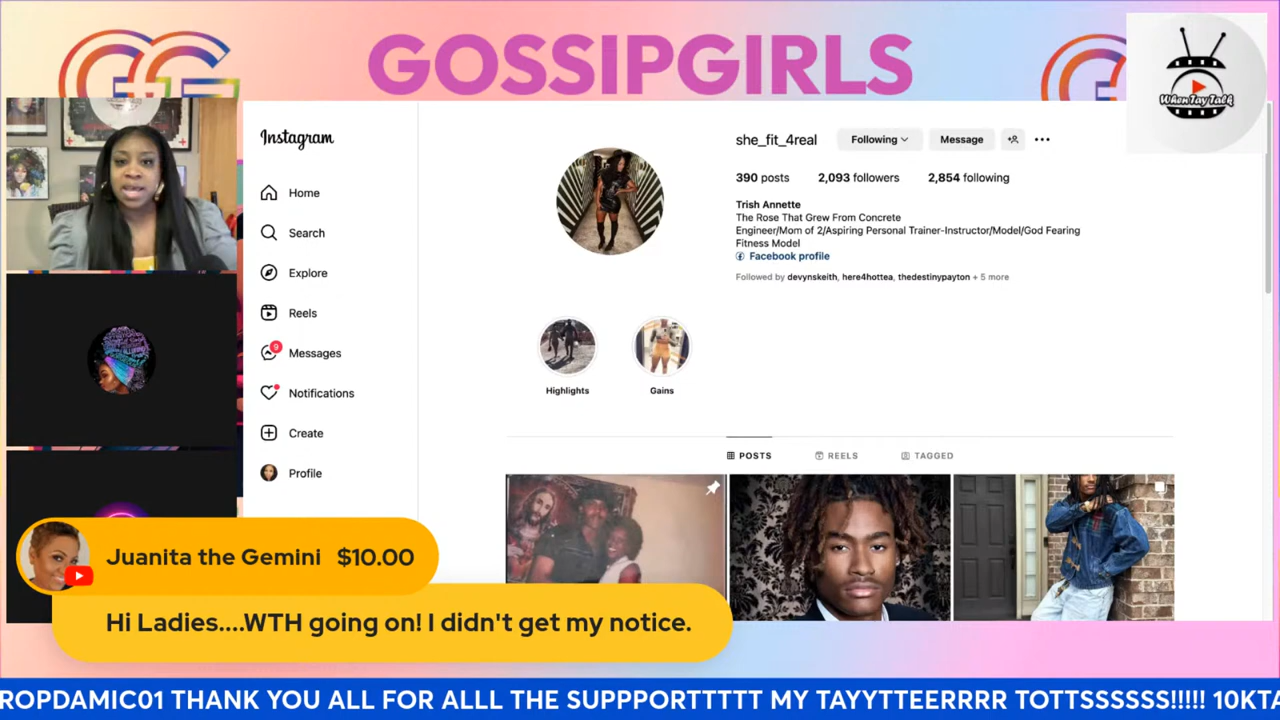 GOSSIPGIRLS
GG
WhenTayTalk
Instagram
Home
Search
Explore
Reels
9
Messages
Notifications
Create
Profile
she_fit_4real
Following
Message
390 posts
2,093 followers
2,854 following
Trish Annette
The Rose That Grew From Concrete
Engineer/Mom of 2/Aspiring Personal Trainer-Instructor/Model/God Fearing
Fitness Model
Facebook profile
Followed by devynskeith, here4hottea, thedestinypayton + 5 more
Highlights
Gains
POSTS
REELS
TAGGED
Juanita the Gemini $10.00
Hi Ladies....WTH going on! I didn't get my notice.
ROPDAMIC01 THANK YOU ALL FOR ALLL THE SUPPPORTTTTT MY TAYYTTEERRRR TOTTSSSSSS!!!!! 10KTA